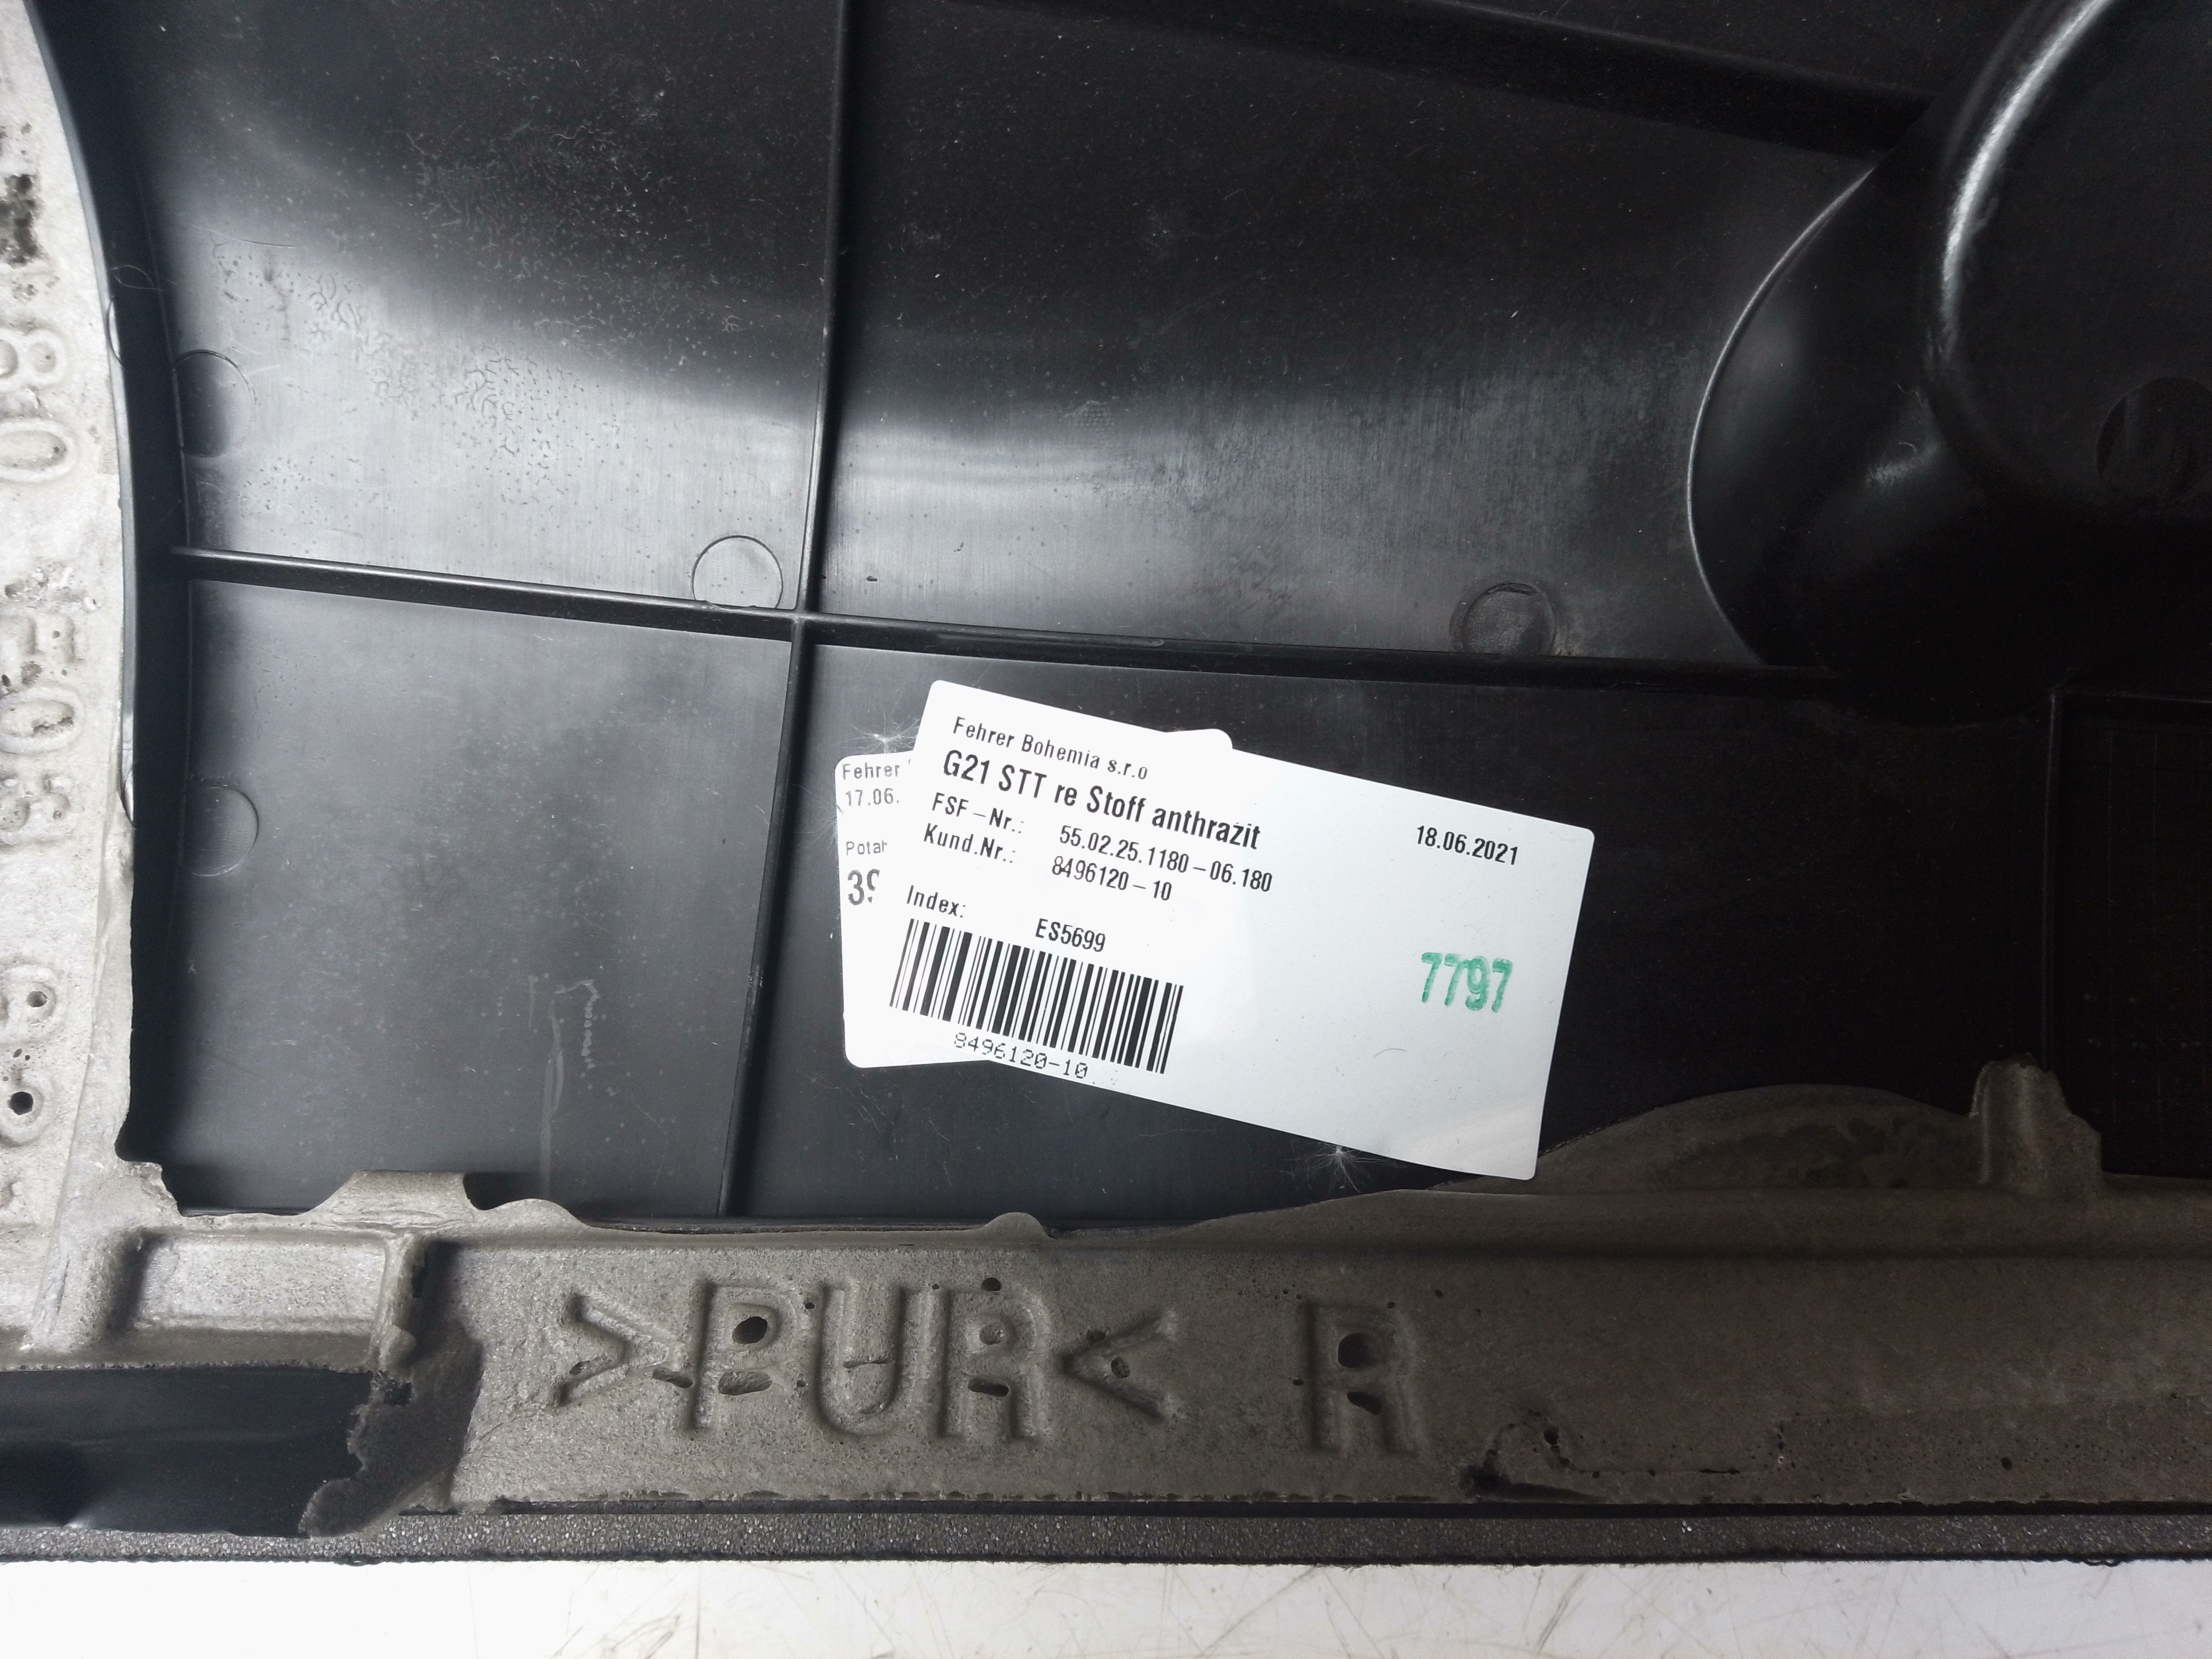 Fehrer Bohemia s.r.o
G21 STT re Stoff anthrazit
18.06.2021
FSF-Nr.: 55.02.25.1180-06.180
Kund.Nr.: 8496120-10
Index: ES5699
7797
8496120-10
Fehrer
17.06.
>PUR< R